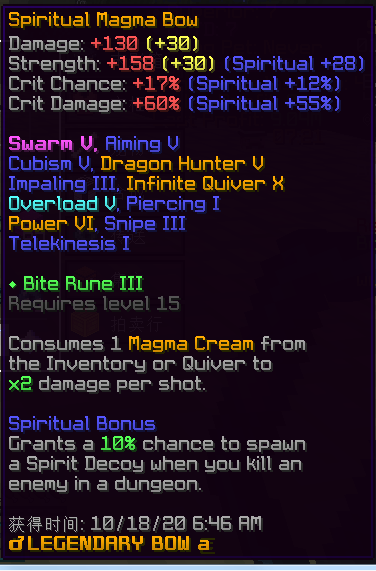 Spiritual Magma Bow
Damage: +130 (+30)
Strength: +158 (+30) (Spiritual +28)
Crit Chance: +17% (Spiritual +12%)
Crit Damage: +60% (Spiritual +55%)
Swarm V, Aiming V
Cubism V, Dragon Hunter V
Impaling III, Infinite Quiver X
Overload V, Piercing I
Power VI, Snipe III
Telekinesis I
◆ Bite Rune III
Requires level 15
Consumes 1 Magma Cream from
the Inventory or Quiver to
x2 damage per shot.
Spiritual Bonus
Grants a 10% chance to spawn
a Spirit Decoy when you kill an
enemy in a dungeon.
获得时间: 10/18/20 6:46 AM
LEGENDARY BOW a